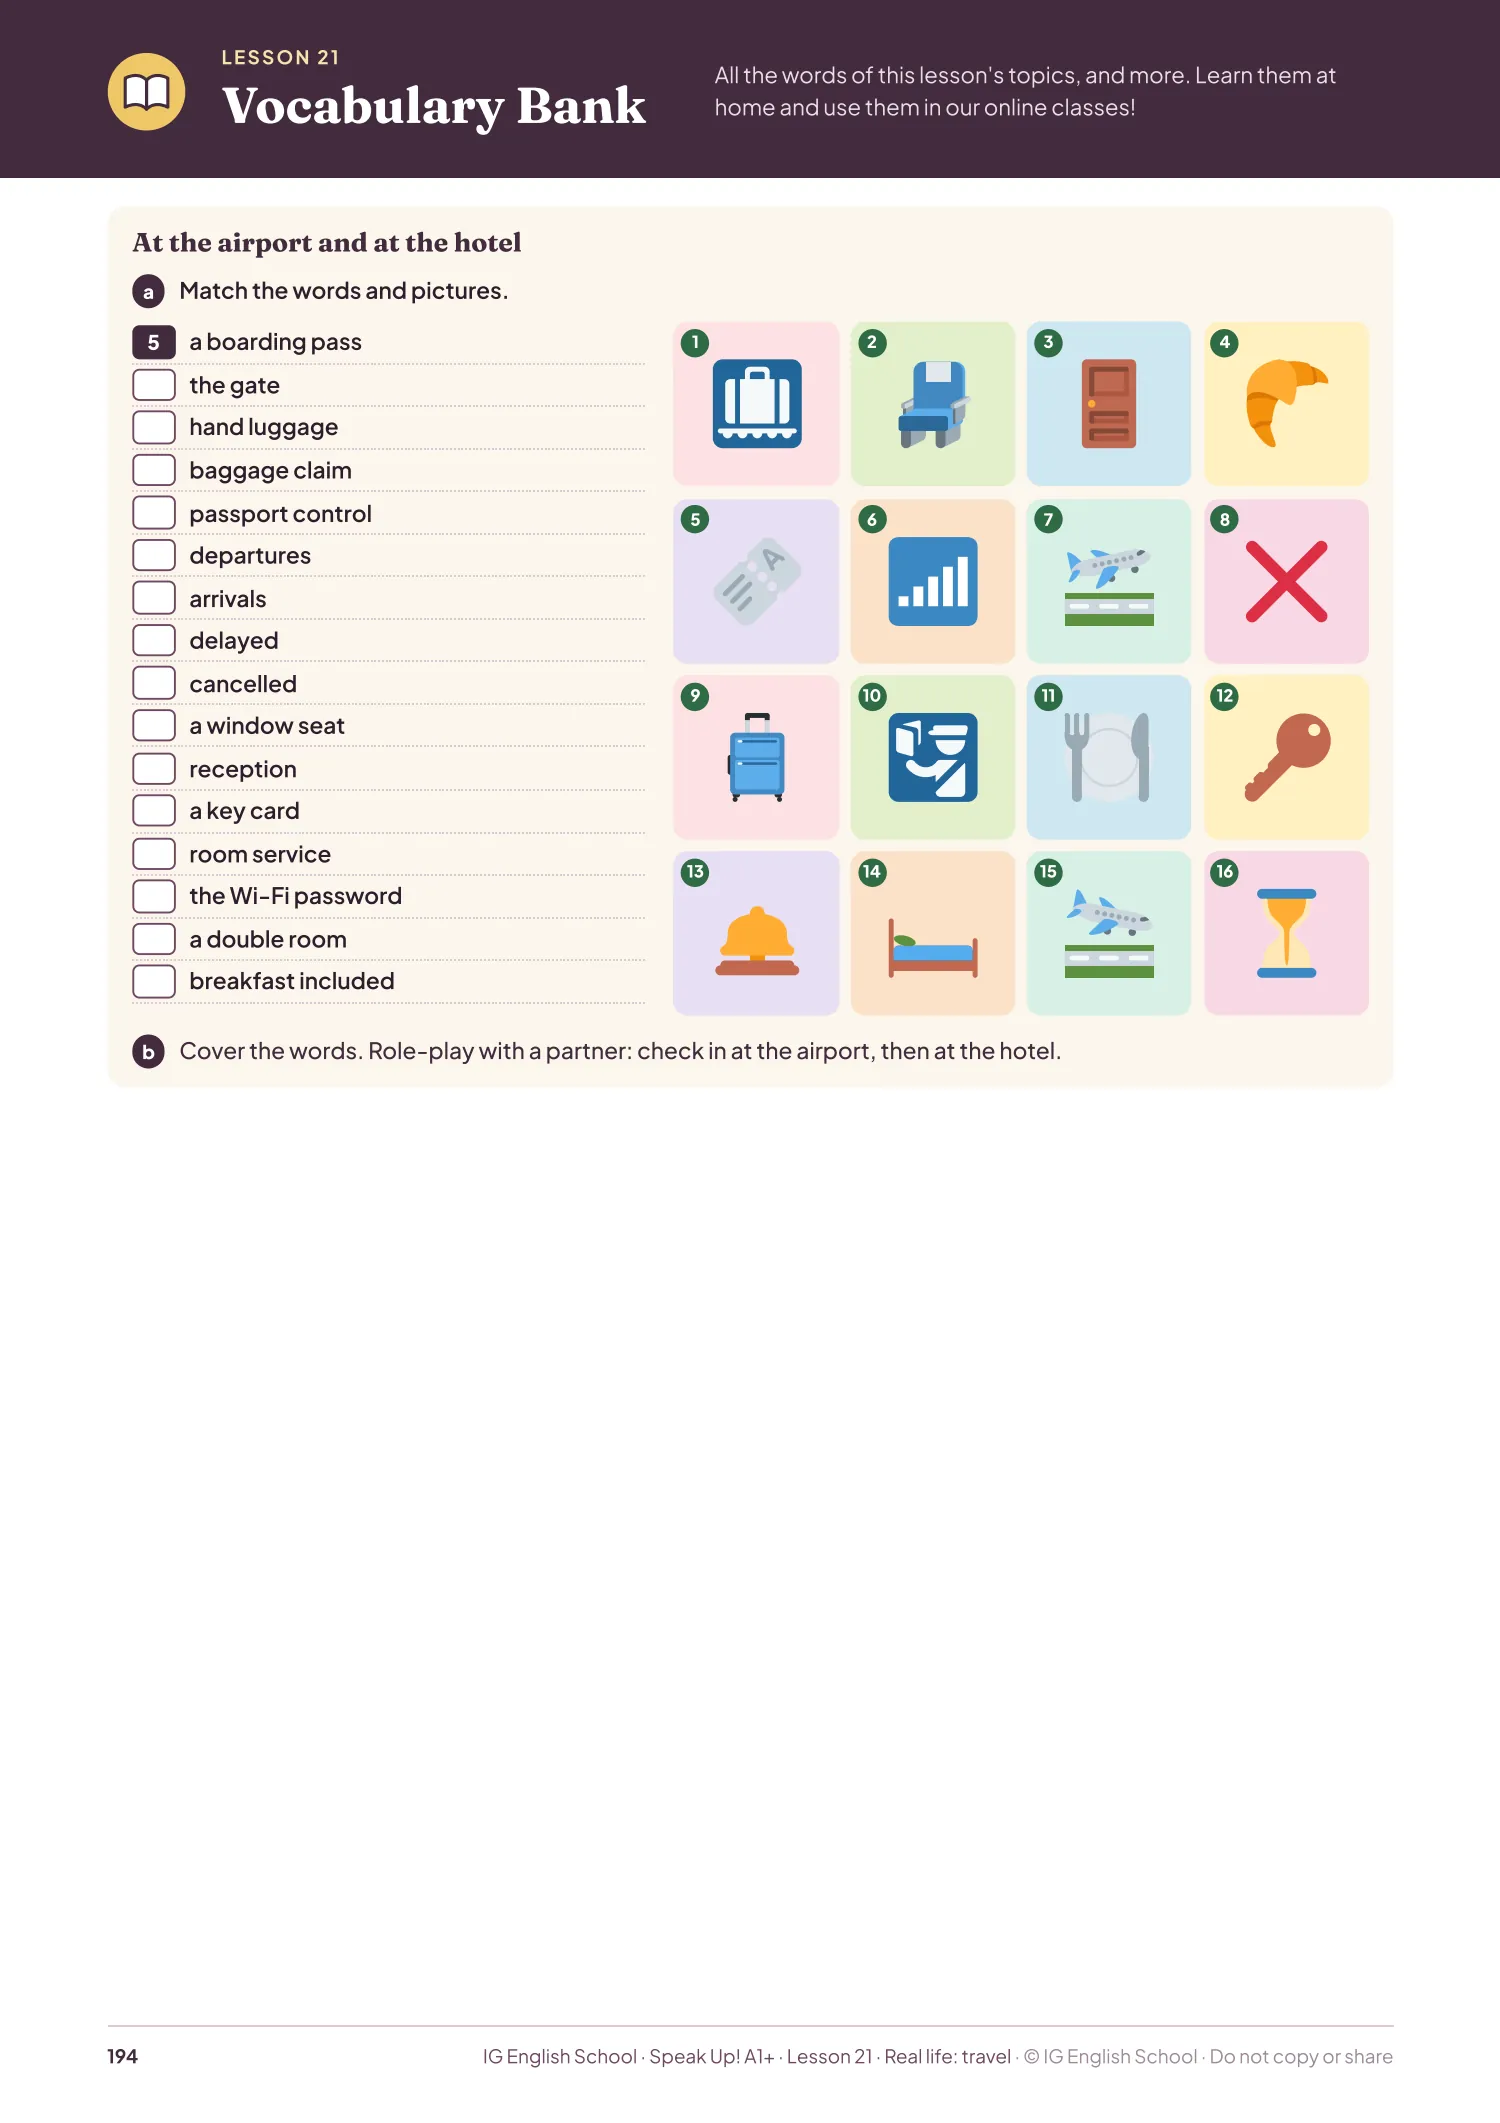 LESSON 21
Vocabulary Bank
All the words of this lesson's topics, and more. Learn them at
home and use them in our online classes!
At the airport and at the hotel
a Match the words and pictures.
5 a boarding pass
the gate
hand luggage
baggage claim
passport control
departures
arrivals
delayed
cancelled
a window seat
reception
a key card
room service
the Wi-Fi password
a double room
breakfast included
1 2 3 4
5 6 7 8
A
9 10 11 12
13 14 15 16
b Cover the words. Role-play with a partner: check in at the airport, then at the hotel.
194 IG English School · Speak Up! A1+ · Lesson 21 · Real life: travel · © IG English School · Do not copy or share